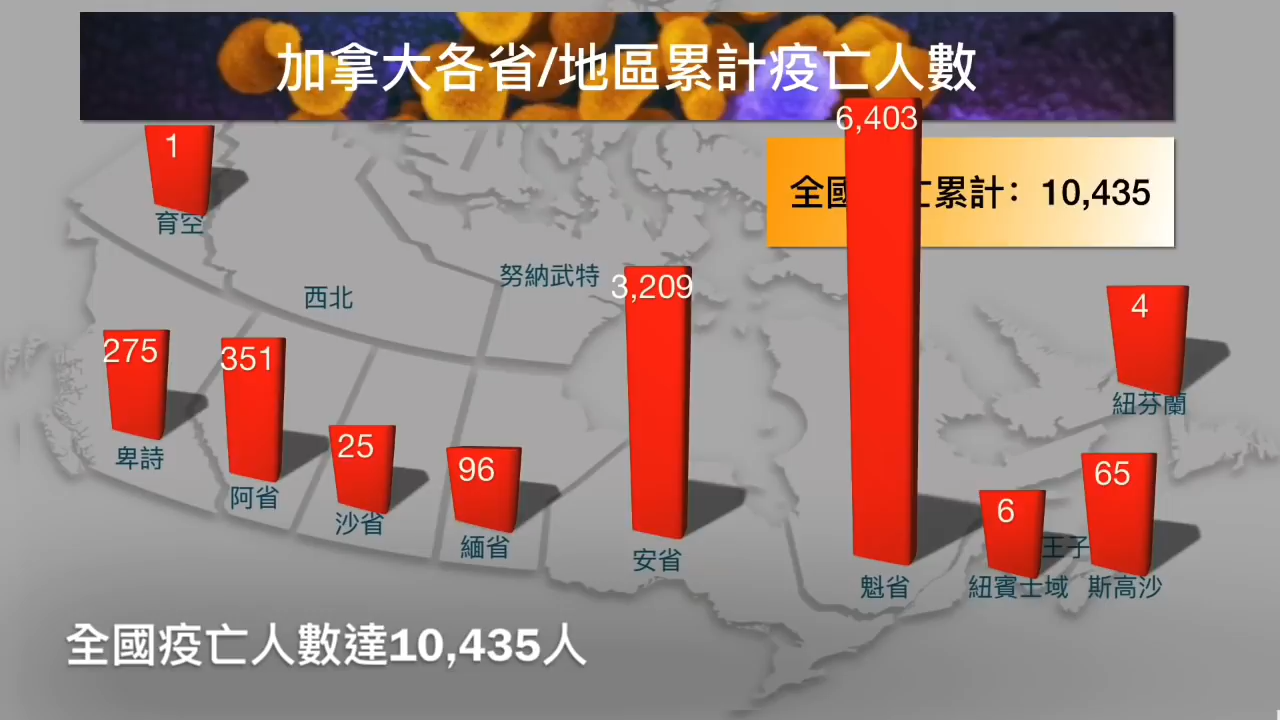 加拿大各省/地區累計疫亡人數
6,403
1
全國亡累計：10,435
育空
努納武特
3,209
西北
4
275
351
紐芬蘭
25
96
65
卑詩
阿省
6
沙省
緬省
安省
王子
魁省
紐賓士域
斯高沙
全國疫亡人數達10,435人